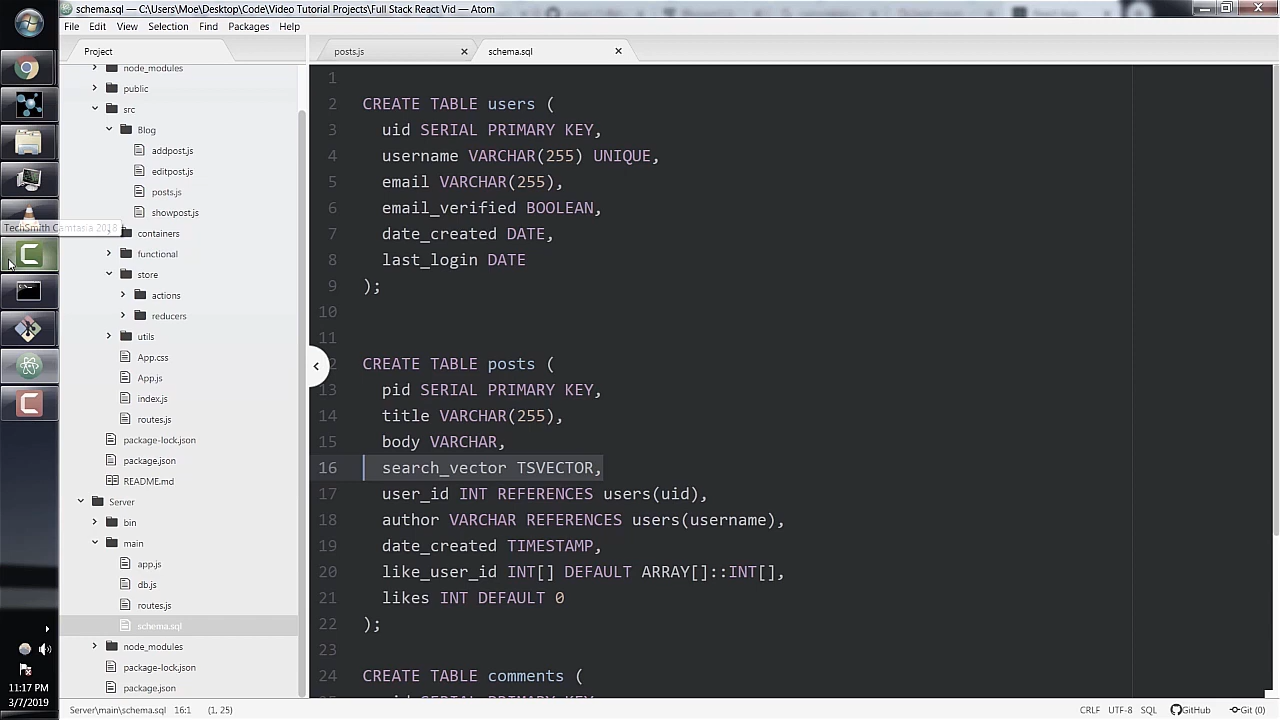 schema.sql — C:\Users\Moe\Desktop\Code\Video Tutorial Projects\Full Stack React Vid — Atom
File Edit View Selection Find Packages Help
Project
posts.js
schema.sql
node_modules
public
src
Blog
addpost.js
editpost.js
posts.js
showpost.js
TechSmith Camtasia 2018
containers
functional
store
actions
reducers
utils
App.css
App.js
index.js
routes.js
package-lock.json
package.json
README.md
Server
bin
main
app.js
db.js
routes.js
schema.sql
node_modules
package-lock.json
package.json
1
2 CREATE TABLE users (
3 uid SERIAL PRIMARY KEY,
4 username VARCHAR(255) UNIQUE,
5 email VARCHAR(255),
6 email_verified BOOLEAN,
7 date_created DATE,
8 last_login DATE
9 );
10
11
2 CREATE TABLE posts (
13 pid SERIAL PRIMARY KEY,
14 title VARCHAR(255),
15 body VARCHAR,
16 search_vector TSVECTOR,
17 user_id INT REFERENCES users(uid),
18 author VARCHAR REFERENCES users(username),
19 date_created TIMESTAMP,
20 like_user_id INT[] DEFAULT ARRAY[]::INT[],
21 likes INT DEFAULT 0
22 );
23
24 CREATE TABLE comments (
11:17 PM
3/7/2019
Server\main\schema.sql 16:1 (1, 25)
CRLF UTF-8 SQL GitHub Git (0)